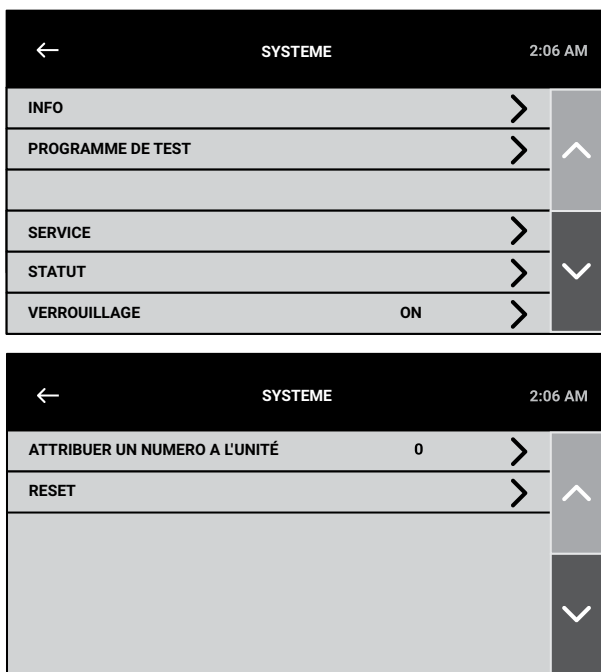 SYSTEME 2:06 AM
INFO
PROGRAMME DE TEST
SERVICE
STATUT
VERROUILLAGE ON
SYSTEME 2:06 AM
ATTRIBUER UN NUMERO A L'UNITÉ 0
RESET